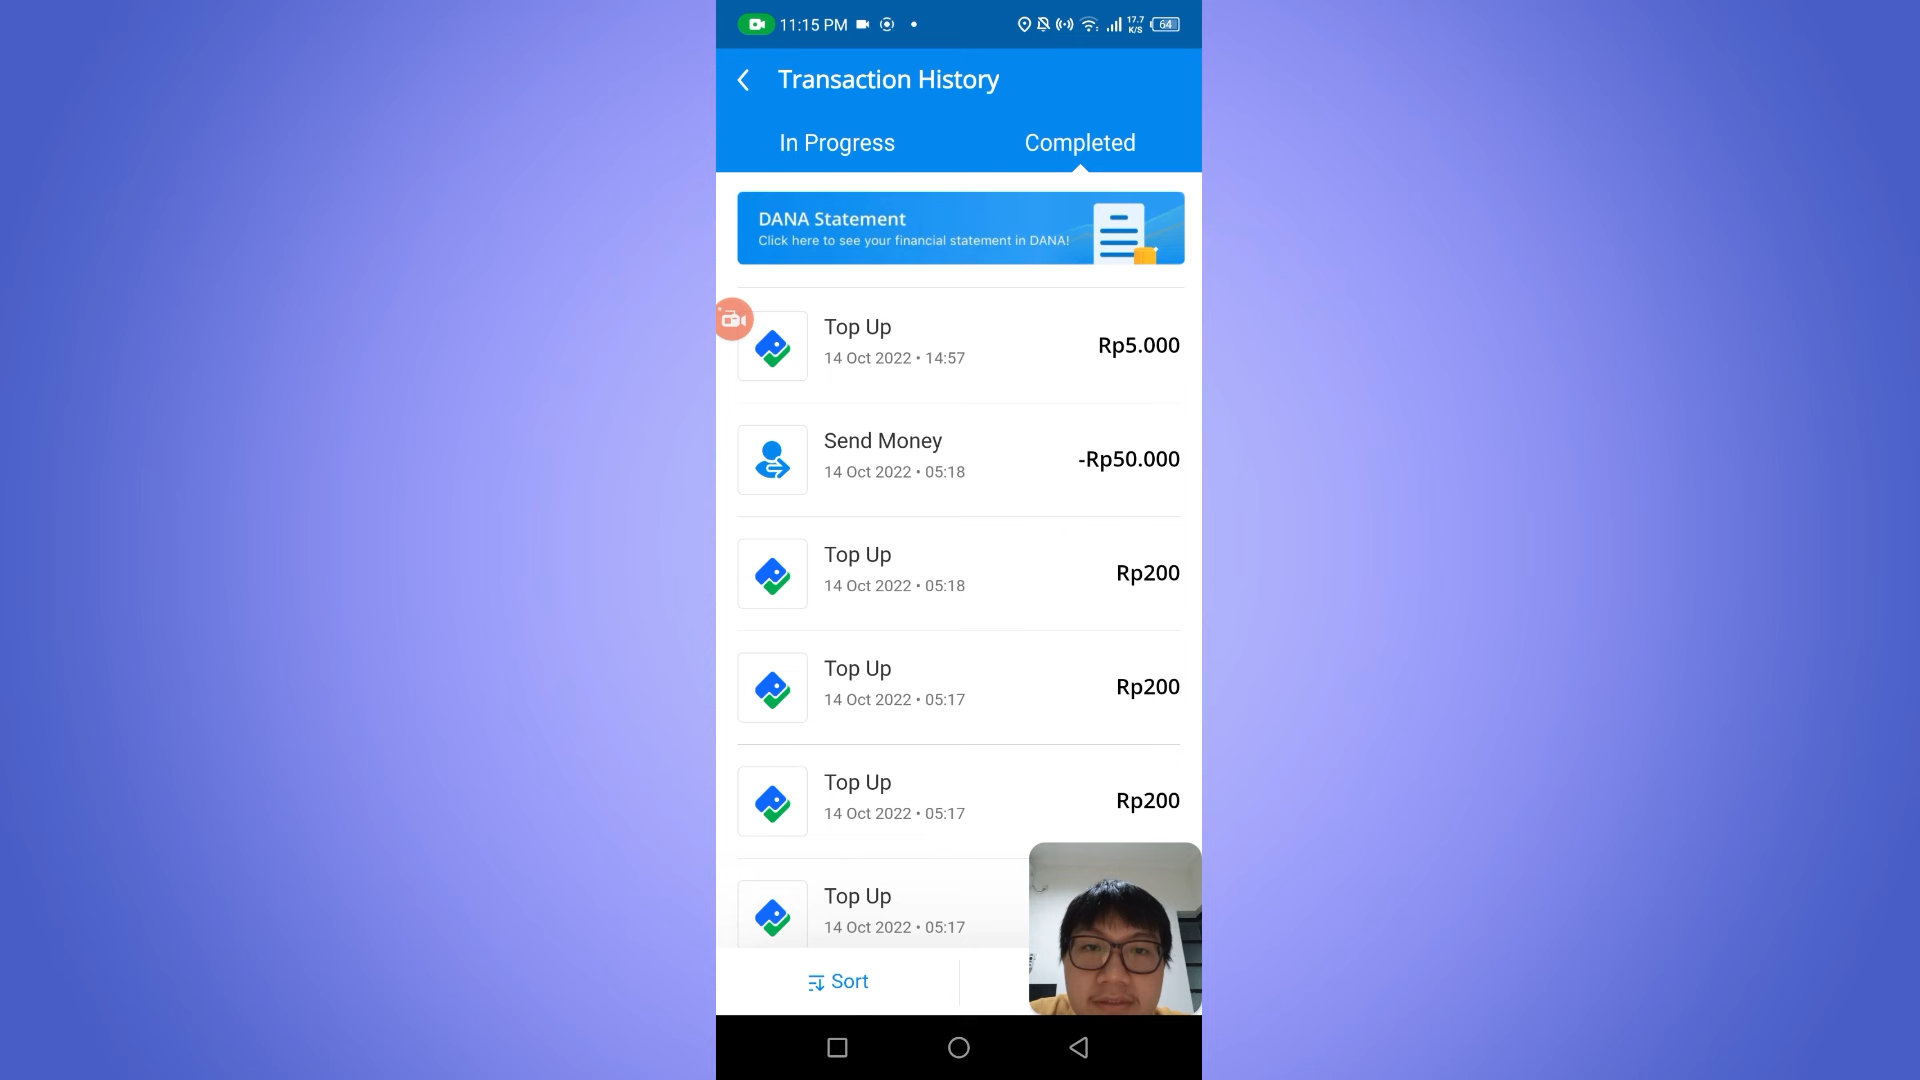 11:15 PM
17.7
K/S
64
Transaction History
In Progress
Completed
DANA Statement
Click here to see your financial statement in DANA!
Top Up
14 Oct 2022 • 14:57
Rp5.000
Send Money
14 Oct 2022 • 05:18
-Rp50.000
Top Up
14 Oct 2022 • 05:18
Rp200
Top Up
14 Oct 2022 • 05:17
Rp200
Top Up
14 Oct 2022 • 05:17
Rp200
Top Up
14 Oct 2022 • 05:17
Sort